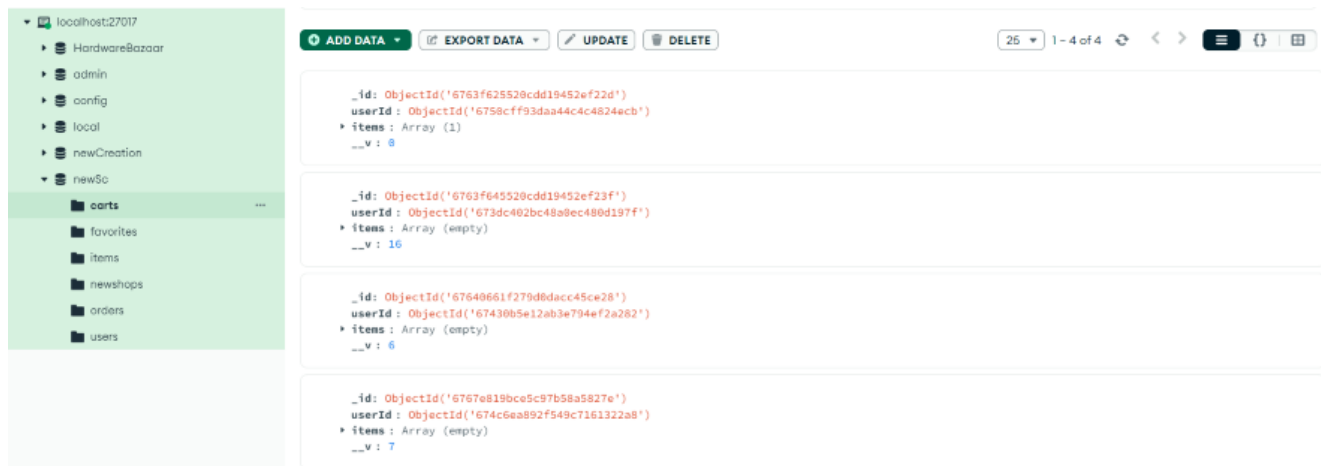 localhost:27017
HardwareBazaar
admin
config
local
newCreation
newSc
carts
favorites
items
newshops
orders
users
ADD DATA EXPORT DATA UPDATE DELETE 25 1 – 4 of 4
_id: ObjectId('6763f625520cdd19452ef22d')
userId : ObjectId('6758cff93daa44c4c4824ecb')
items : Array (1)
__v : 0
_id: ObjectId('6763f645520cdd19452ef23f')
userId : ObjectId('673dc402bc48a0ec480d197f')
items : Array (empty)
__v : 16
_id: ObjectId('67640661f279d0dacc45ce28')
userId : ObjectId('67430b5e12ab3e794ef2a282')
items : Array (empty)
__v : 6
_id: ObjectId('6767e819bce5c97b58a5827e')
userId : ObjectId('674c6ea892f549c7161322a8')
items : Array (empty)
__v : 7